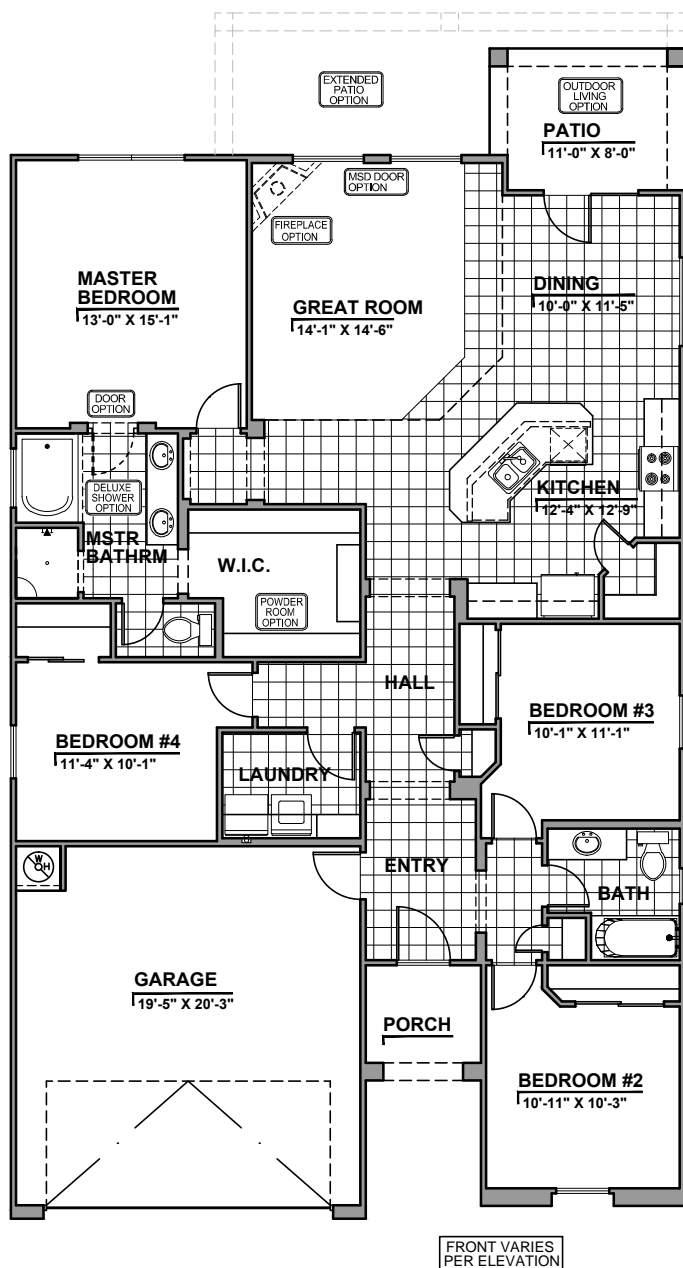 EXTENDED
PATIO
OPTION
OUTDOOR
LIVING
OPTION
PATIO
11'-0" X 8'-0"
MSD DOOR
OPTION
FIREPLACE
OPTION
MASTER
BEDROOM
13'-0" X 15'-1"
GREAT ROOM
14'-1" X 14'-6"
DINING
10'-0" X 11'-5"
DOOR
OPTION
DELUXE
SHOWER
OPTION
KITCHEN
12'-4" X 12'-9"
MSTR
BATHRM
W.I.C.
POWDER
ROOM
OPTION
HALL
BEDROOM #3
10'-1" X 11'-1"
BEDROOM #4
11'-4" X 10'-1"
LAUNDRY
W
H
ENTRY
BATH
GARAGE
19'-5" X 20'-3"
PORCH
BEDROOM #2
10'-11" X 10'-3"
FRONT VARIES
PER ELEVATION